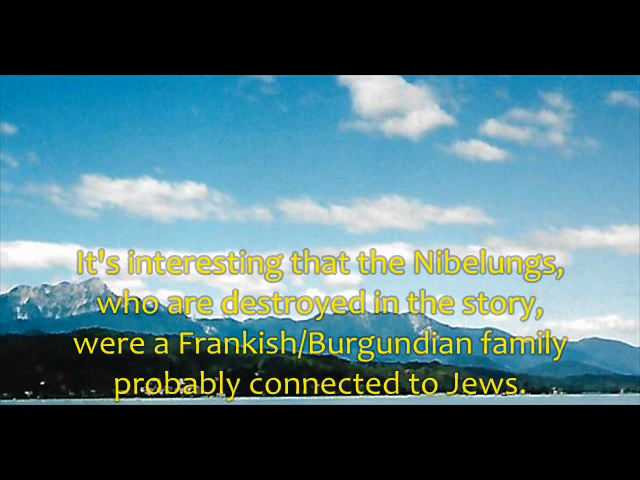 It's interesting that the Nibelungs,
who are destroyed in the story,
were a Frankish/Burgundian family
probably connected to Jews.